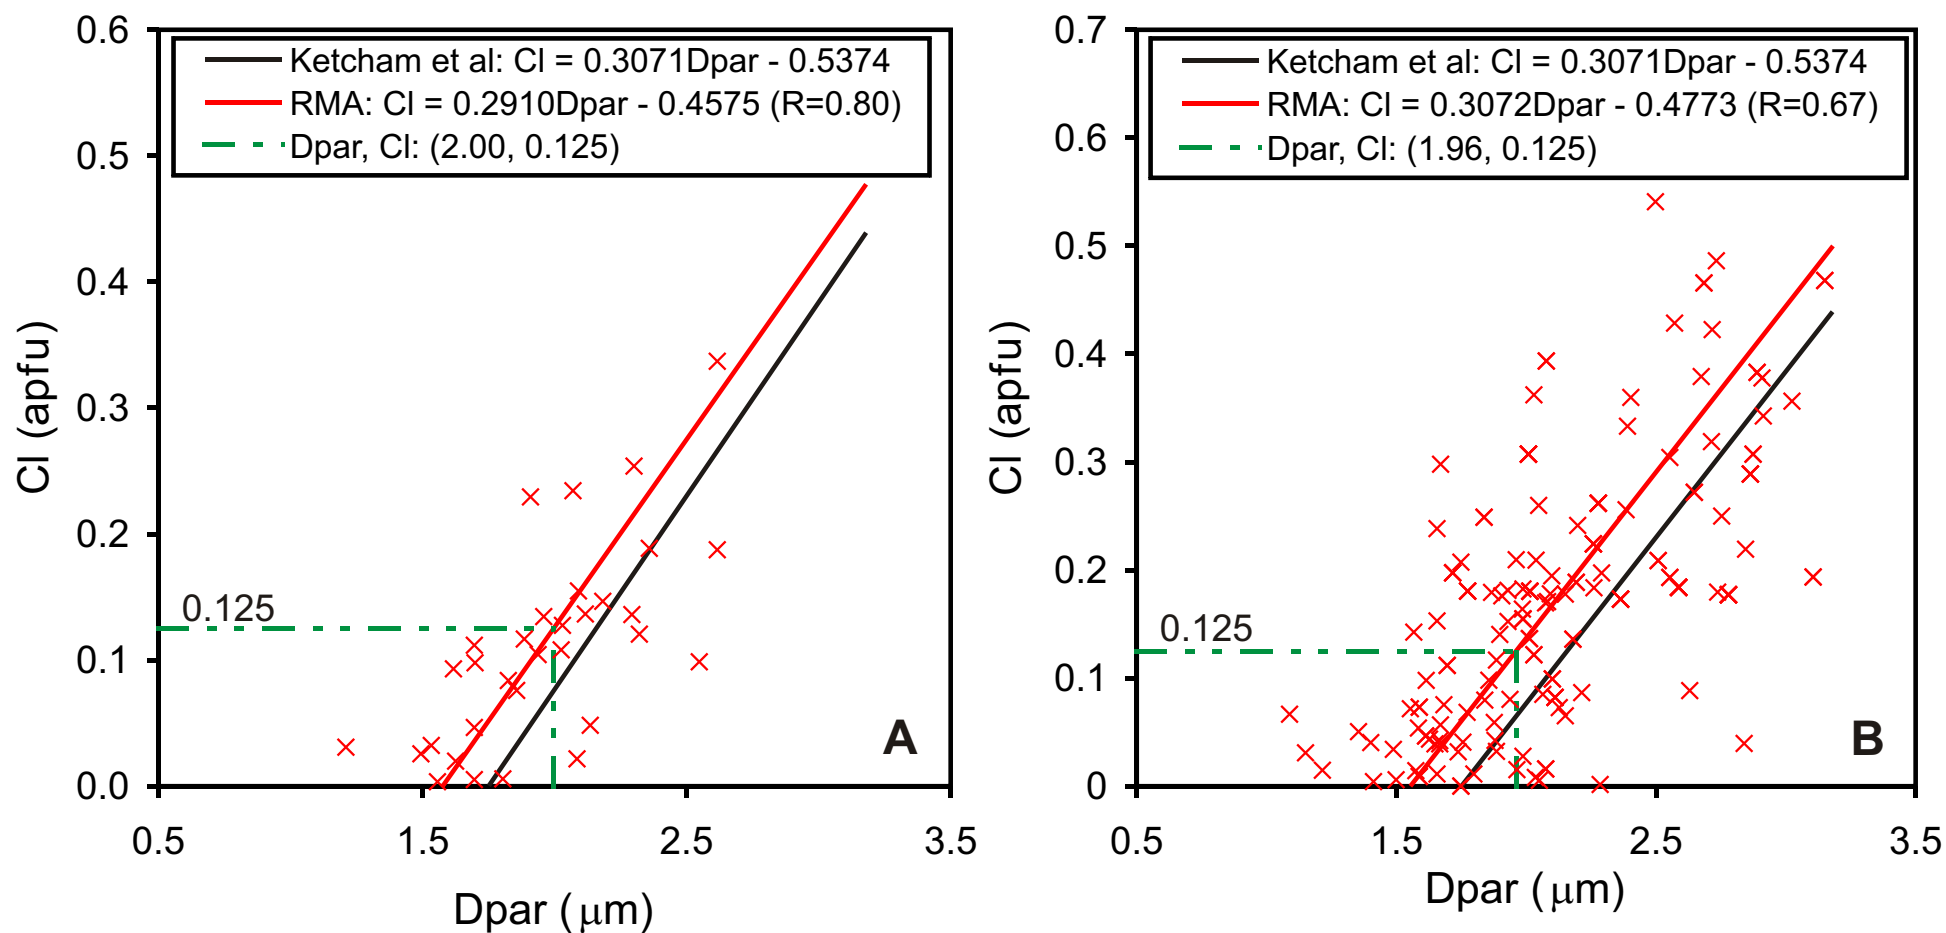 0.6
0.5
0.4
0.3
0.2
0.1
0.0
Cl (apfu)
Ketcham et al: Cl = 0.3071Dpar - 0.5374
RMA: Cl = 0.2910Dpar - 0.4575 (R=0.80)
Dpar, Cl: (2.00, 0.125)
0.125
A
0.5 1.5 2.5 3.5
Dpar (μm)
0.7
0.6
0.5
0.4
0.3
0.2
0.1
0
Cl (apfu)
Ketcham et al: Cl = 0.3071Dpar - 0.5374
RMA: Cl = 0.3072Dpar - 0.4773 (R=0.67)
Dpar, Cl: (1.96, 0.125)
0.125
B
0.5 1.5 2.5 3.5
Dpar (μm)